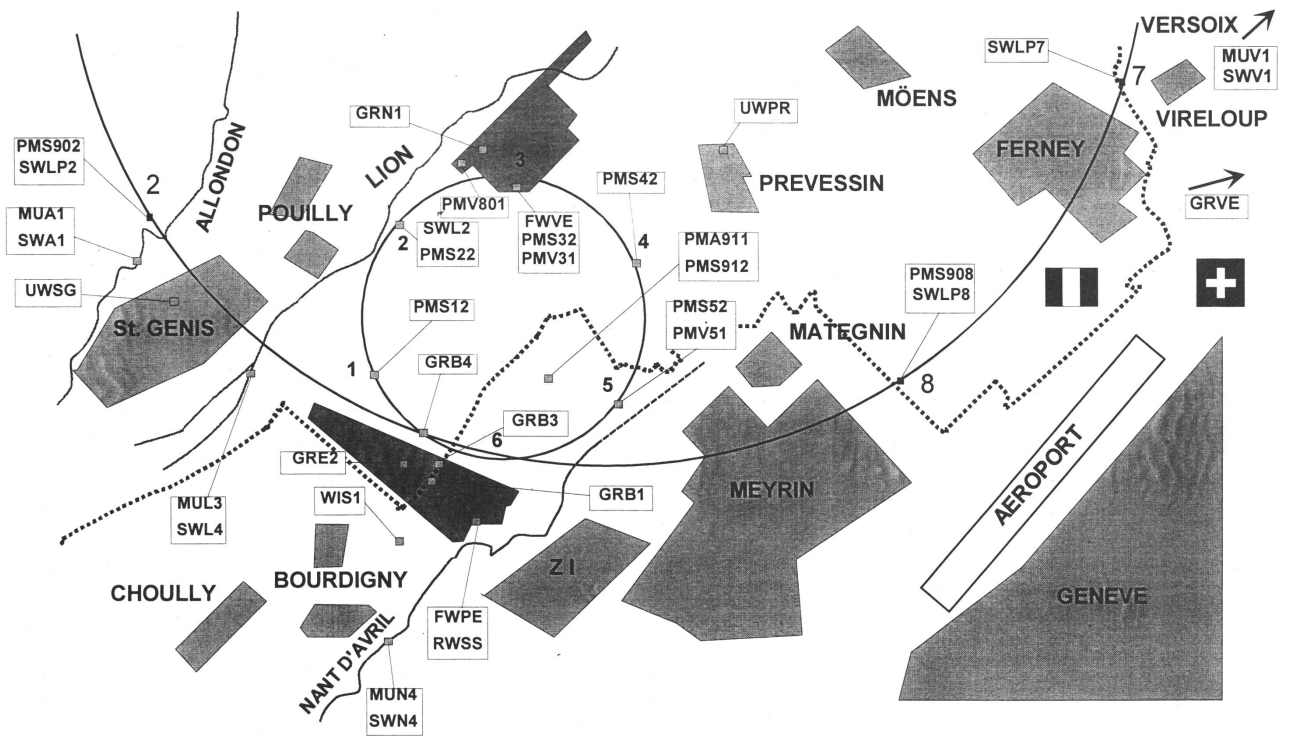 VERSOIX
SWLP7
MUV1
SWV1
7
MÖENS
VIRELOUP
GRN1
UWPR
FERNEY
PMS902
SWLP2
2
ALLONDON
LION
3
PMS42
PREVESSIN
GRVE
MUA1
SWA1
POUILLY
PMV801
SWL2
PMS22
2
FWVE
PMS32
PMV31
4
PMA911
PMS912
UWSG
St. GENIS
PMS12
PMS52
PMV51
PMS908
SWLP8
MATEGNIN
1
GRB4
5
8
6
GRB3
GRE2
WIS1
GRB1
MEYRIN
AEROPORT
MUL3
SWL4
CHOULLY
BOURDIGNY
Z I
GENEVE
FWPE
RWSS
NANT D'AVRIL
MUN4
SWN4